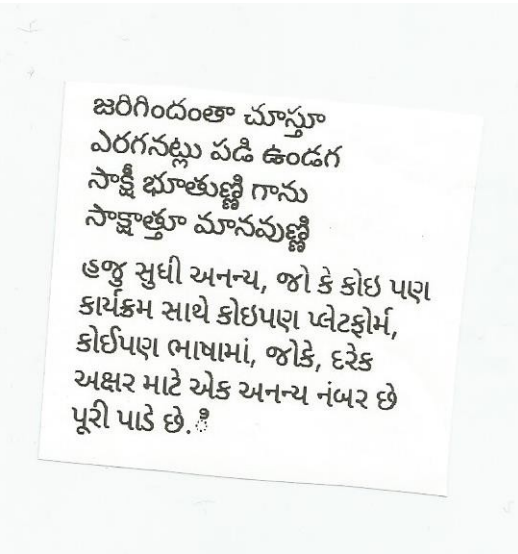 జరిగిందంతా చూస్తూ
ఎరగనట్లు పడి ఉండగ
సాక్షీ భూతుణ్ణి గాను
సాక్షాత్తూ మానవుణ్ణి
હજુ સુધી અનન્ય, જો કે કોઇ પણ
કાર્યક્રમ સાથે કોઇપણ પ્લેટફોર્મ,
કોઈપણ ભાષામાં, જોકે, દરેક
અક્ષર માટે એક અનન્ય નંબર છે
પૂરી પાડે છે.